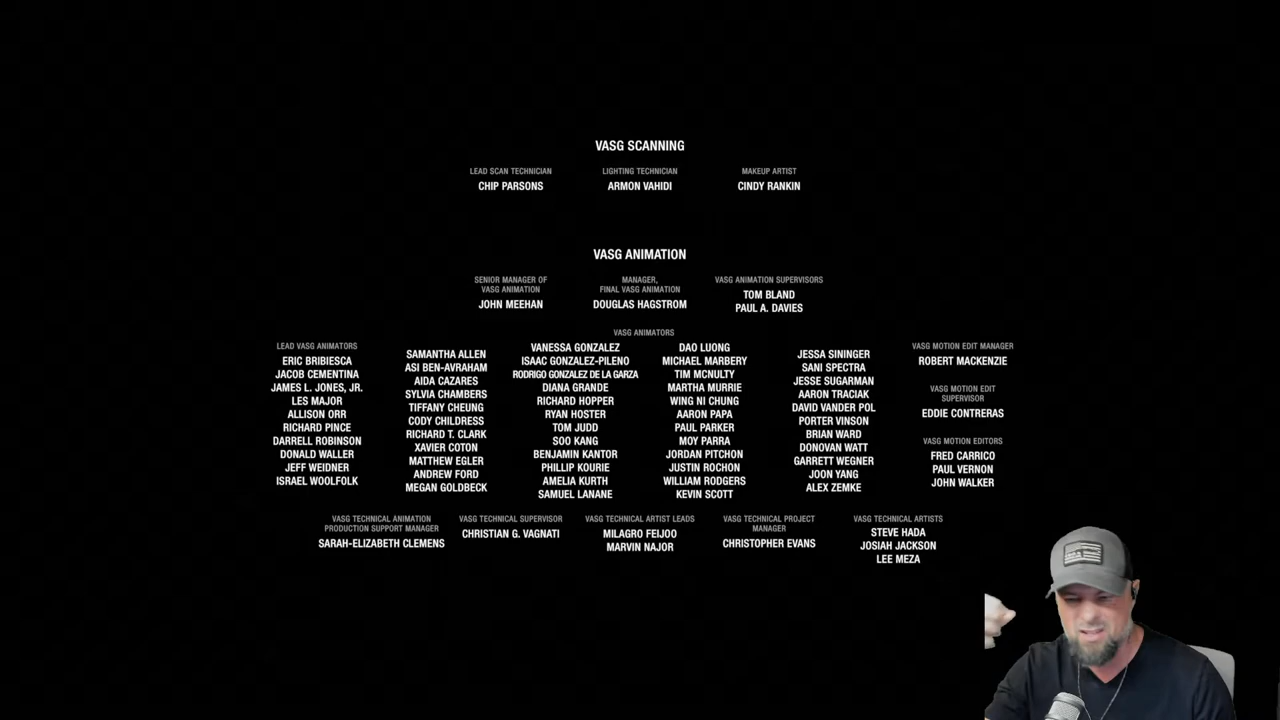 VASG SCANNING
LEAD SCAN TECHNICIAN
CHIP PARSONS
LIGHTING TECHNICIAN
ARMON VAHIDI
MAKEUP ARTIST
CINDY RANKIN
VASG ANIMATION
SENIOR MANAGER OF
VASG ANIMATION
JOHN MEEHAN
MANAGER,
FINAL VASG ANIMATION
DOUGLAS HAGSTROM
VASG ANIMATION SUPERVISORS
TOM BLAND
PAUL A. DAVIES
LEAD VASG ANIMATORS
ERIC BRIBIESCA
JACOB CEMENTINA
JAMES L. JONES, JR.
LES MAJOR
ALLISON ORR
RICHARD PINCE
DARRELL ROBINSON
DONALD WALLER
JEFF WEIDNER
ISRAEL WOOLFOLK
VASG ANIMATORS
SAMANTHA ALLEN
ASI BEN-AVRAHAM
AIDA CAZARES
SYLVIA CHAMBERS
TIFFANY CHEUNG
CODY CHILDRESS
RICHARD T. CLARK
XAVIER COTON
MATTHEW EGLER
ANDREW FORD
MEGAN GOLDBECK
VANESSA GONZALEZ
ISAAC GONZALEZ-PILENO
RODRIGO GONZALEZ DE LA GARZA
DIANA GRANDE
RICHARD HOPPER
RYAN HOSTER
TOM JUDD
SOO KANG
BENJAMIN KANTOR
PHILLIP KOURIE
AMELIA KURTH
SAMUEL LANANE
DAO LUONG
MICHAEL MARBERY
TIM MCNULTY
MARTHA MURRIE
WING NI CHUNG
AARON PAPA
PAUL PARKER
MOY PARRA
JORDAN PITCHON
JUSTIN ROCHON
WILLIAM RODGERS
KEVIN SCOTT
JESSA SININGER
SANI SPECTRA
JESSE SUGARMAN
AARON TRACIAK
DAVID VANDER POL
PORTER VINSON
BRIAN WARD
DONOVAN WATT
GARRETT WEGNER
JOON YANG
ALEX ZEMKE
VASG MOTION EDIT MANAGER
ROBERT MACKENZIE
VASG MOTION EDIT
SUPERVISOR
EDDIE CONTRERAS
VASG MOTION EDITORS
FRED CARRICO
PAUL VERNON
JOHN WALKER
VASG TECHNICAL ANIMATION
PRODUCTION SUPPORT MANAGER
SARAH-ELIZABETH CLEMENS
VASG TECHNICAL SUPERVISOR
CHRISTIAN G. VAGNATI
VASG TECHNICAL ARTIST LEADS
MILAGRO FEIJOO
MARVIN NAJOR
VASG TECHNICAL PROJECT
MANAGER
CHRISTOPHER EVANS
VASG TECHNICAL ARTISTS
STEVE HADA
JOSIAH JACKSON
LEE MEZA